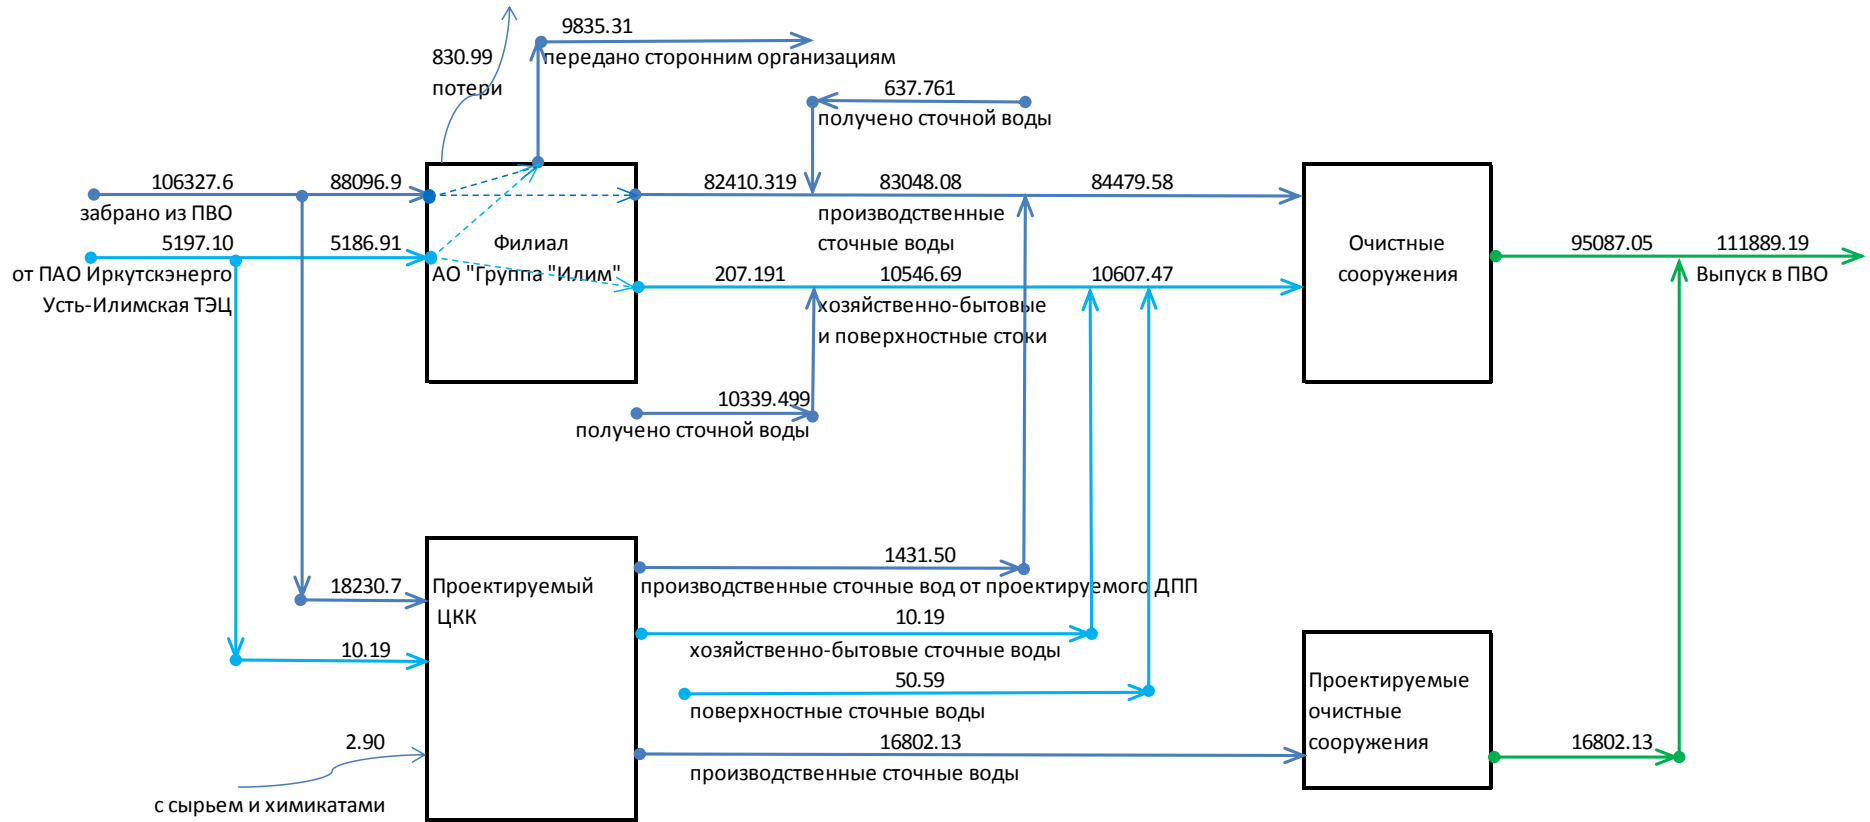 9835.31
передано сторонним организациям
830.99
потери
637.761
получено сточной воды
106327.6
88096.9
забрано из ПВО
5197.10
5186.91
от ПАО Иркутскэнерго
Усть-Илимская ТЭЦ
Филиал
АО "Группа "Илим"
82410.319
83048.08
84479.58
производственные
сточные воды
207.191
10546.69
10607.47
хозяйственно-бытовые
и поверхностные стоки
10339.499
получено сточной воды
Очистные
сооружения
95087.05
111889.19
Выпуск в ПВО
18230.7
10.19
2.90
с сырьем и химикатами
Проектируемый
ЦКК
1431.50
производственные сточные вод от проектируемого ДПП
10.19
хозяйственно-бытовые сточные воды
50.59
поверхностные сточные воды
16802.13
производственные сточные воды
Проектируемые
очистные
сооружения
16802.13